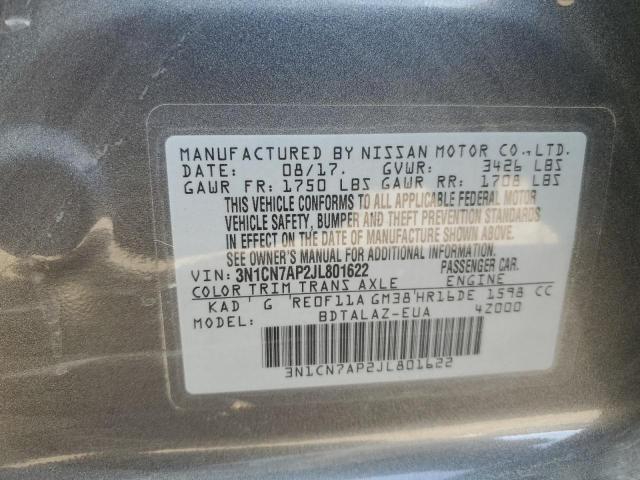 MANUFACTURED BY NISSAN MOTOR CO.,LTD.
DATE: 08/17. GVWR: 3426 LBS
GAWR FR: 1750 LBS GAWR RR: 1708 LBS
THIS VEHICLE CONFORMS TO ALL APPLICABLE FEDERAL MOTOR
VEHICLE SAFETY, BUMPER AND THEFT PREVENTION STANDARDS
IN EFFECT ON THE DATE OF MANUFACTURE SHOWN ABOVE.
SEE OWNER'S MANUAL FOR ADDITIONAL INFORMATION.
VIN: 3N1CN7AP2JL801622 PASSENGER CAR.
COLOR TRIM TRANS AXLE ENGINE
KAD G RE0F11A GM38 HR16DE 1598 CC
MODEL: BDTALAZ-EUA 4Z000
3N1CN7AP2JL801622